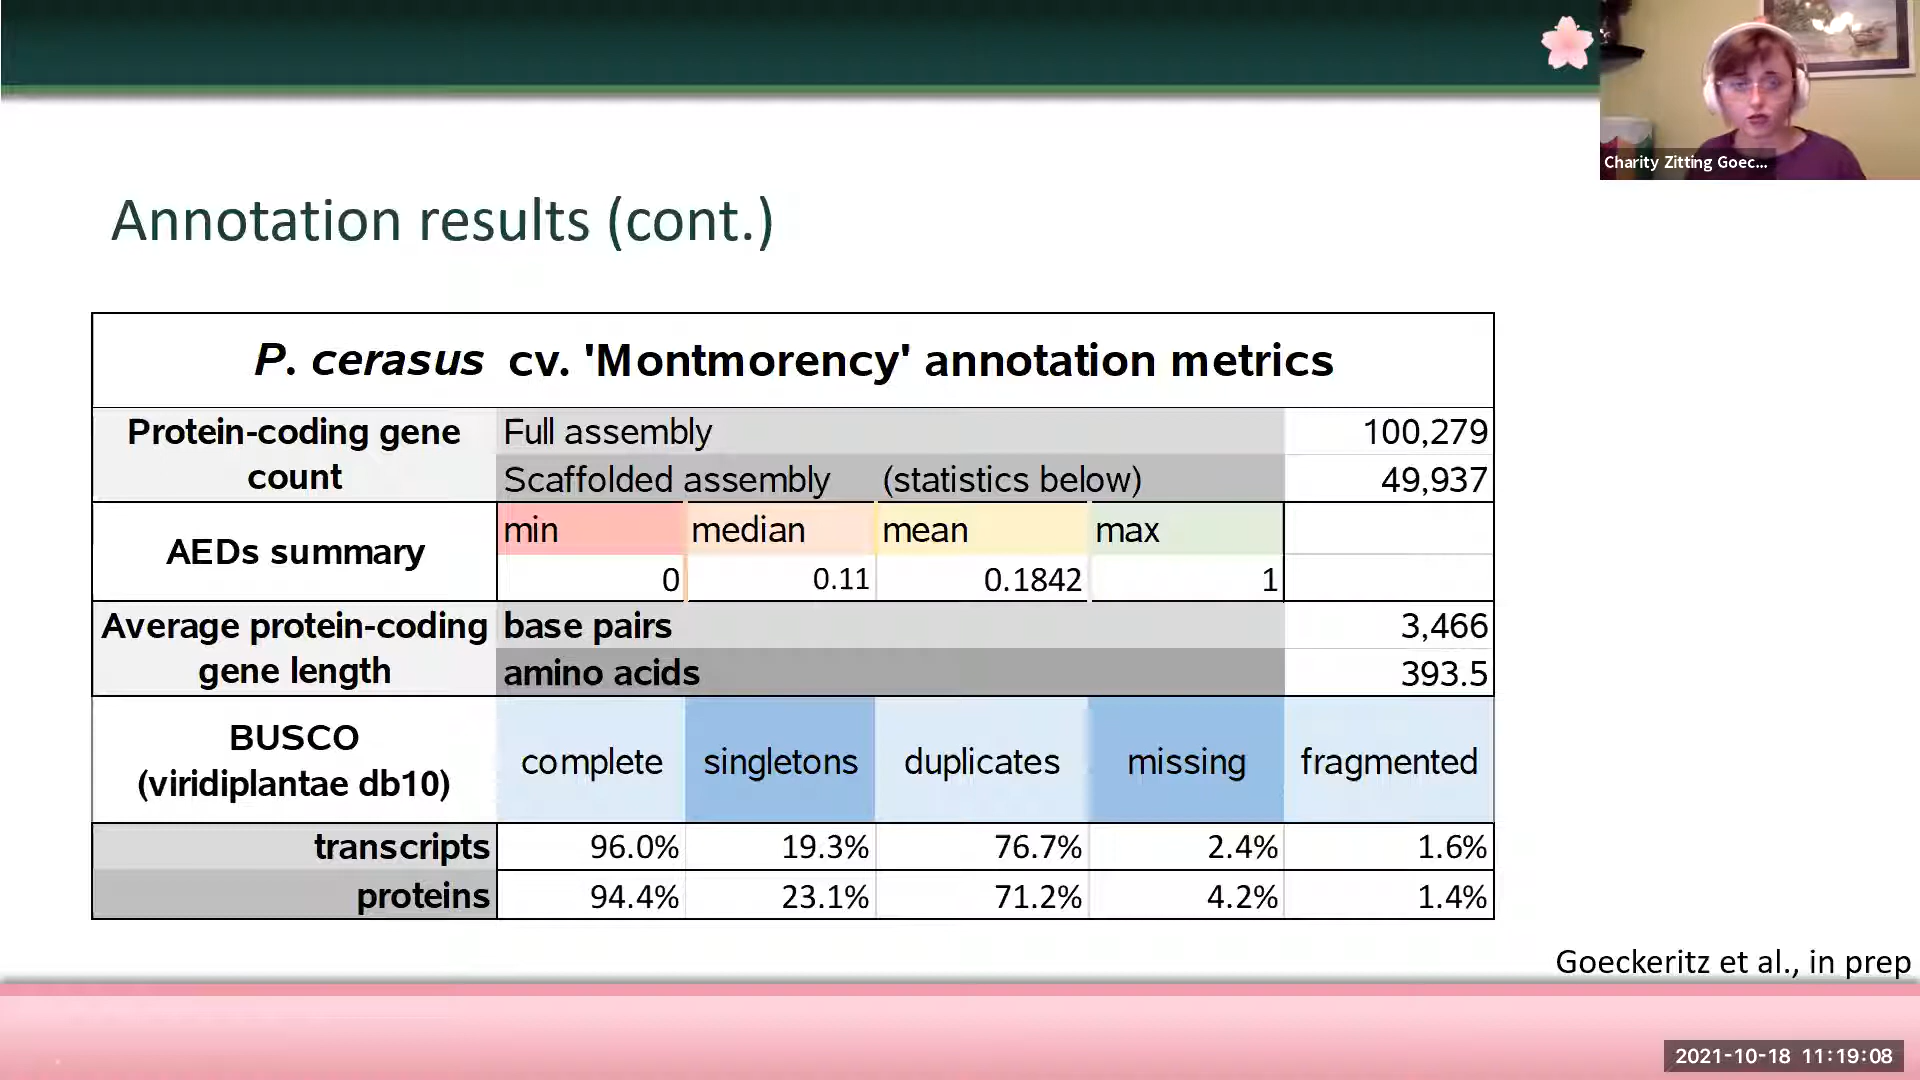 Charity Zitting Goec...
Annotation results (cont.)
P. cerasus cv. 'Montmorency' annotation metrics
Protein-coding gene count
Full assembly 100,279
Scaffolded assembly (statistics below) 49,937
AEDs summary
min median mean max
0 0.11 0.1842 1
Average protein-coding gene length
base pairs 3,466
amino acids 393.5
BUSCO
(viridiplantae db10)
complete singletons duplicates missing fragmented
transcripts 96.0% 19.3% 76.7% 2.4% 1.6%
proteins 94.4% 23.1% 71.2% 4.2% 1.4%
Goeckeritz et al., in prep
2021-10-18 11:19:08